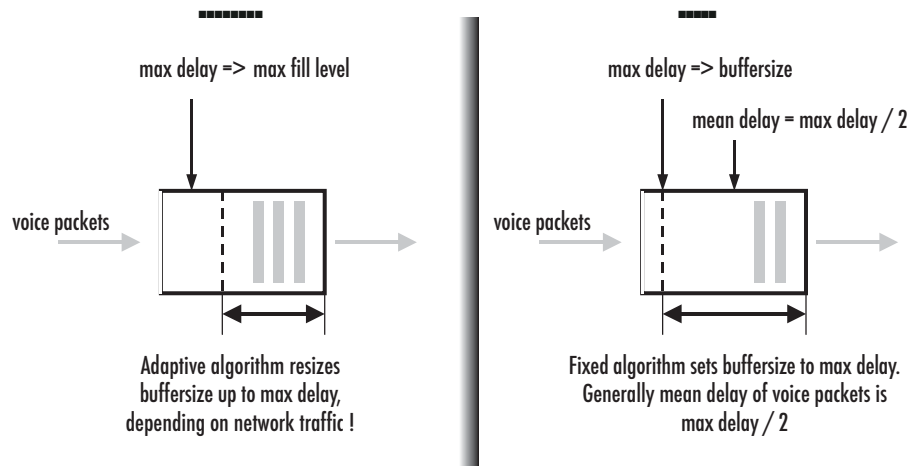 max delay => max fill level
voice packets
Adaptive algorithm resizes
buffersize up to max delay,
depending on network traffic !
max delay => buffersize
mean delay = max delay / 2
voice packets
Fixed algorithm sets buffersize to max delay.
Generally mean delay of voice packets is
max delay / 2